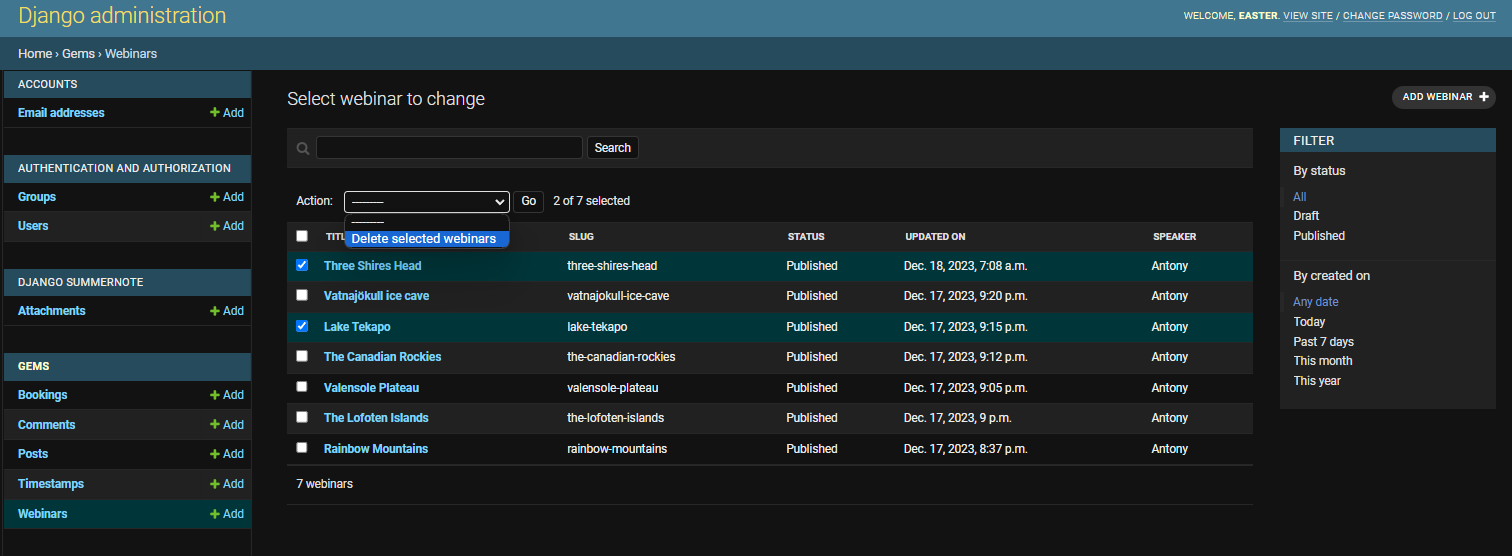 Django administration
WELCOME, EASTER. VIEW SITE / CHANGE PASSWORD / LOG OUT
Home › Gems › Webinars
ACCOUNTS
Email addresses + Add
AUTHENTICATION AND AUTHORIZATION
Groups + Add
Users + Add
DJANGO SUMMERNOTE
Attachments + Add
GEMS
Bookings + Add
Comments + Add
Posts + Add
Timestamps + Add
Webinars + Add
Select webinar to change
ADD WEBINAR +
Search
Action: --------- Go 2 of 7 selected
---------
Delete selected webinars
SLUG STATUS UPDATED ON SPEAKER
Three Shires Head three-shires-head Published Dec. 18, 2023, 7:08 a.m. Antony
Vatnajökull ice cave vatnajokull-ice-cave Published Dec. 17, 2023, 9:20 p.m. Antony
Lake Tekapo lake-tekapo Published Dec. 17, 2023, 9:15 p.m. Antony
The Canadian Rockies the-canadian-rockies Published Dec. 17, 2023, 9:12 p.m. Antony
Valensole Plateau valensole-plateau Published Dec. 17, 2023, 9:05 p.m. Antony
The Lofoten Islands the-lofoten-islands Published Dec. 17, 2023, 9 p.m. Antony
Rainbow Mountains rainbow-mountains Published Dec. 17, 2023, 8:37 p.m. Antony
7 webinars
FILTER
By status
All
Draft
Published
By created on
Any date
Today
Past 7 days
This month
This year